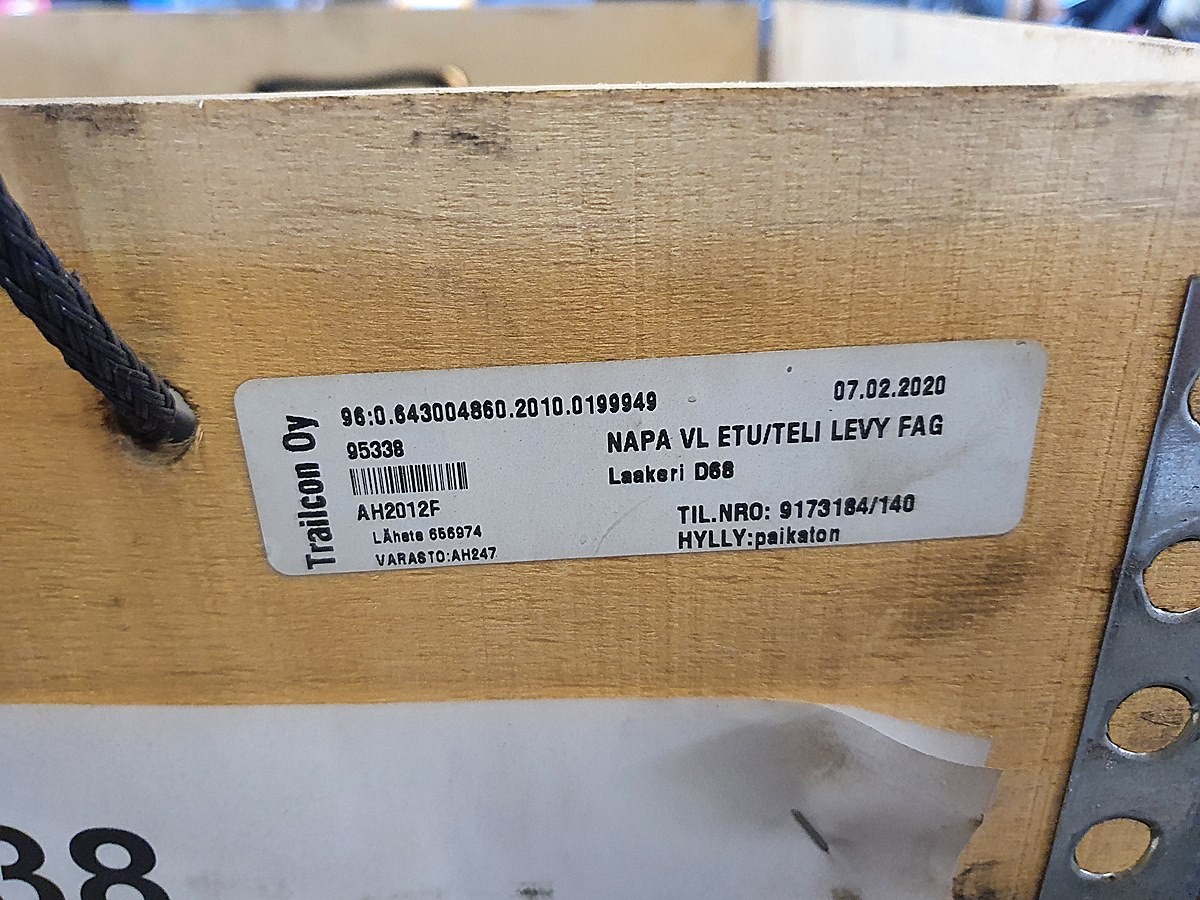 Trailcon Oy
96:0.643004860.2010.0199949
07.02.2020
95338
NAPA VL ETU/TELI LEVY FAG
Laakeri D68
AH2012F
TIL.NRO: 9173184/140
Lähete 656974
HYLLY:paikaton
VARASTO:AH247
38